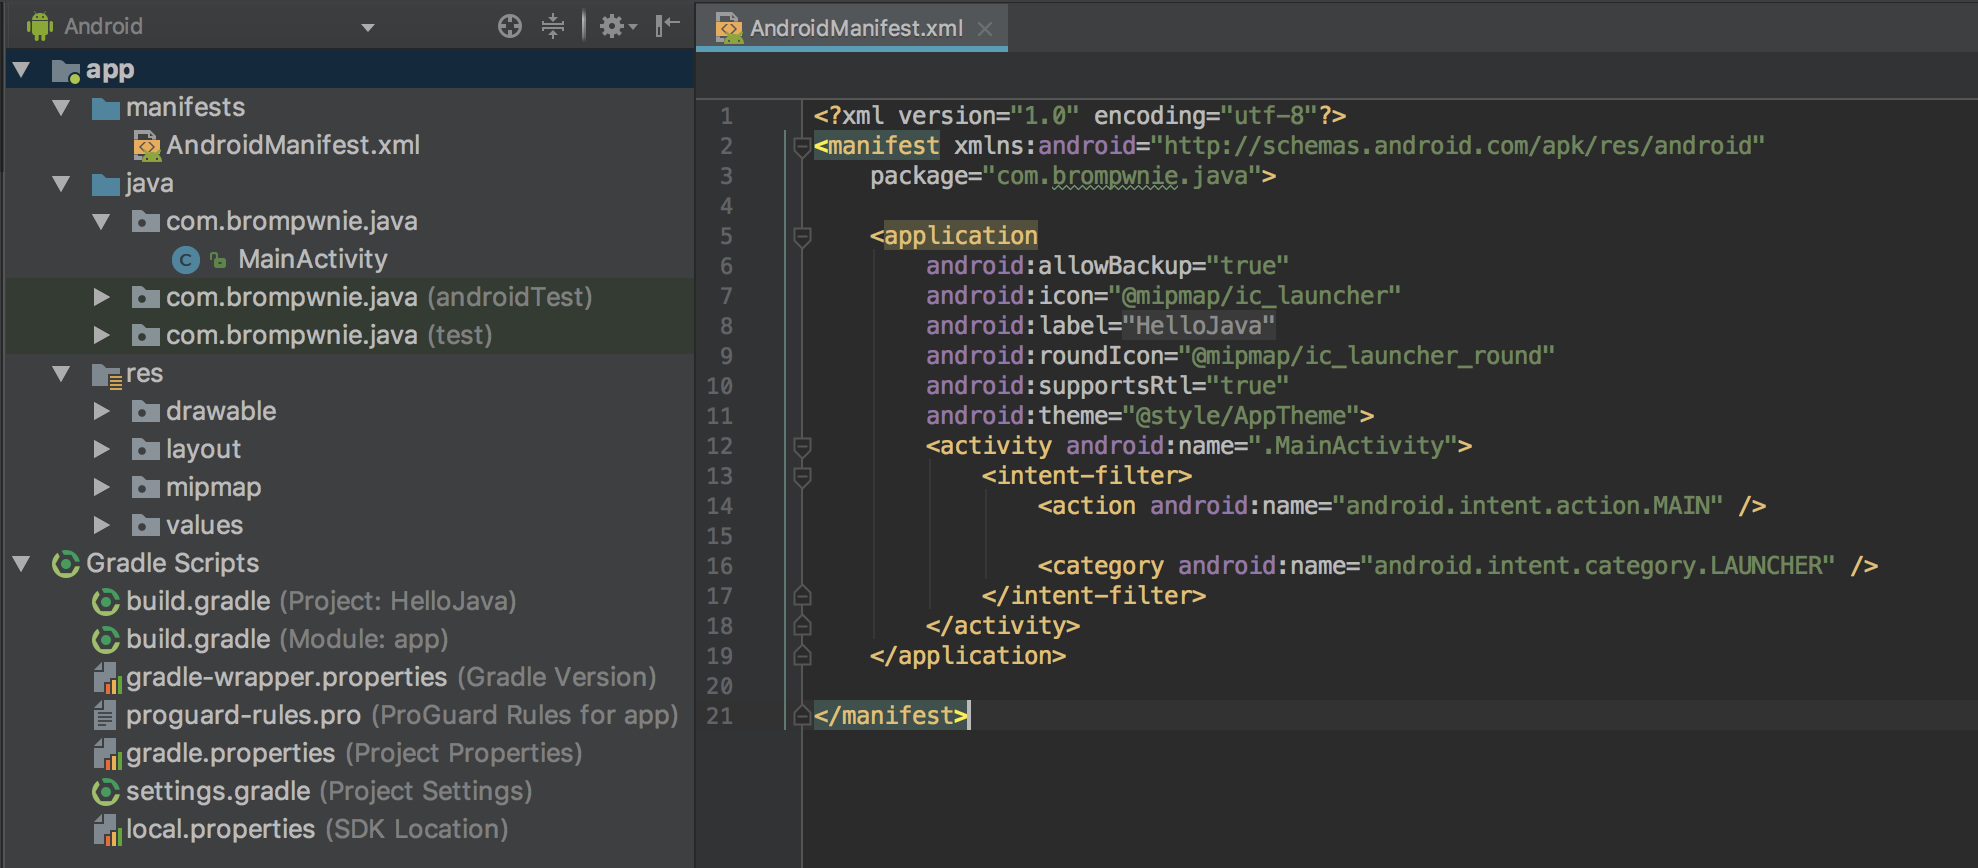 Android
app
manifests
AndroidManifest.xml
java
com.brompwnie.java
MainActivity
com.brompwnie.java (androidTest)
com.brompwnie.java (test)
res
drawable
layout
mipmap
values
Gradle Scripts
build.gradle (Project: HelloJava)
build.gradle (Module: app)
gradle-wrapper.properties (Gradle Version)
proguard-rules.pro (ProGuard Rules for app)
gradle.properties (Project Properties)
settings.gradle (Project Settings)
local.properties (SDK Location)
AndroidManifest.xml
1 <?xml version="1.0" encoding="utf-8"?>
2 <manifest xmlns:android="http://schemas.android.com/apk/res/android"
3 package="com.brompwnie.java">
4
5 <application
6 android:allowBackup="true"
7 android:icon="@mipmap/ic_launcher"
8 android:label="HelloJava"
9 android:roundIcon="@mipmap/ic_launcher_round"
10 android:supportsRtl="true"
11 android:theme="@style/AppTheme">
12 <activity android:name=".MainActivity">
13 <intent-filter>
14 <action android:name="android.intent.action.MAIN" />
15
16 <category android:name="android.intent.category.LAUNCHER" />
17 </intent-filter>
18 </activity>
19 </application>
20
21 </manifest>